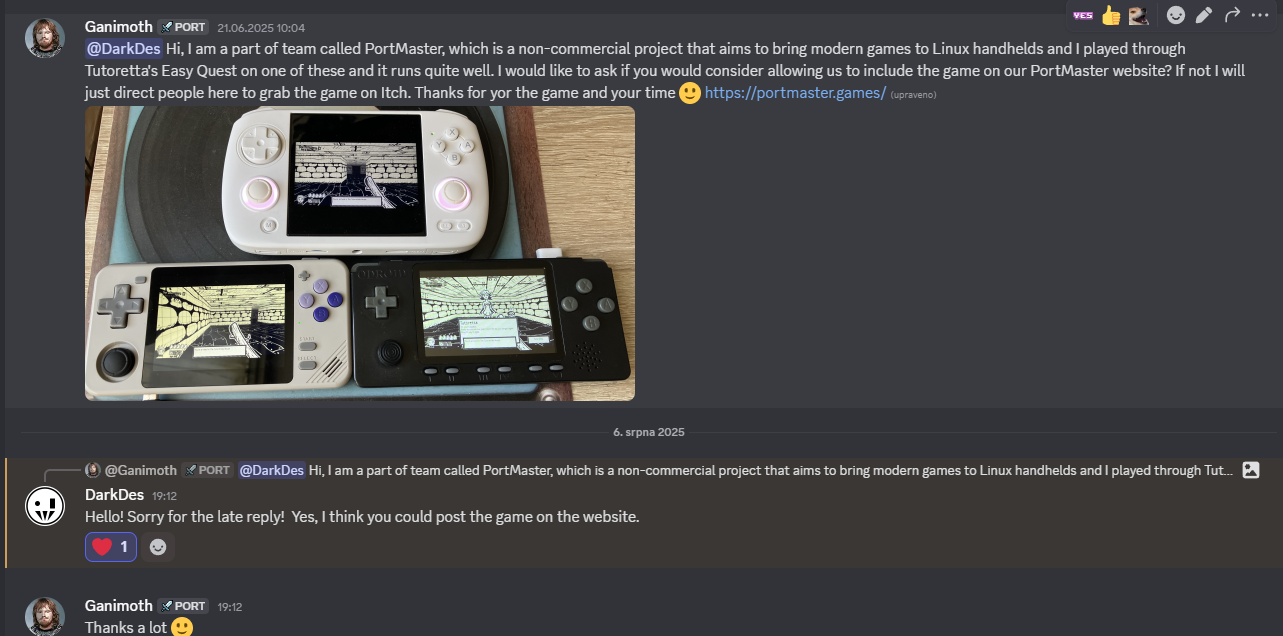 Ganimoth PORT 21.06.2025 10:04
YES
@DarkDes Hi, I am a part of team called PortMaster, which is a non-commercial project that aims to bring modern games to Linux handhelds and I played through
Tutoretta's Easy Quest on one of these and it runs quite well. I would like to ask if you would consider allowing us to include the game on our PortMaster website? If not I will
just direct people here to grab the game on Itch. Thanks for yor the game and your time 🙂 https://portmaster.games/ (upraveno)
X
Y
A
B
ODROID
6. srpna 2025
@Ganimoth PORT @DarkDes Hi, I am a part of team called PortMaster, which is a non-commercial project that aims to bring modern games to Linux handhelds and I played through Tut...
DarkDes 19:12
Hello! Sorry for the late reply!  Yes, I think you could post the game on the website.
❤️ 1
Ganimoth PORT 19:12
Thanks a lot 🙂